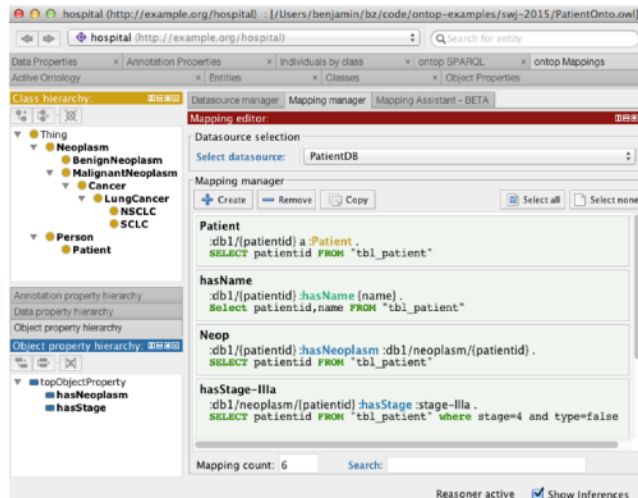 hospital (http://example.org/hospital) : [/Users/benjamin/bz/code/ontop-examples/swj-2015/PatientOnto.owl]
hospital (http://example.org/hospital)
Search for entity
Data Properties × Annotation Properties × Individuals by class × ontop SPARQL × ontop Mappings
Active Ontology × Entities × Classes × Object Properties
Class hierarchy:
Thing
Neoplasm
BenignNeoplasm
MalignantNeoplasm
Cancer
LungCancer
NSCLC
SCLC
Person
Patient
Annotation property hierarchy
Data property hierarchy
Object property hierarchy
Object property hierarchy:
topObjectProperty
hasNeoplasm
hasStage
Datasource manager Mapping manager Mapping Assistant - BETA
Mapping editor:
Datasource selection
Select datasource: PatientDB
Mapping manager
Create Remove Copy Select all Select none
Patient
:db1/{patientid} a :Patient .
SELECT patientid FROM "tbl_patient"
hasName
:db1/{patientid} :hasName {name} .
Select patientid,name FROM "tbl_patient"
Neop
:db1/{patientid} :hasNeoplasm :db1/neoplasm/{patientid} .
SELECT patientid FROM "tbl_patient"
hasStage-IIIa
:db1/neoplasm/{patientid} :hasStage :stage-IIIa .
SELECT patientid FROM "tbl_patient" where stage=4 and type=false
Mapping count: 6 Search:
Reasoner active Show Inferences